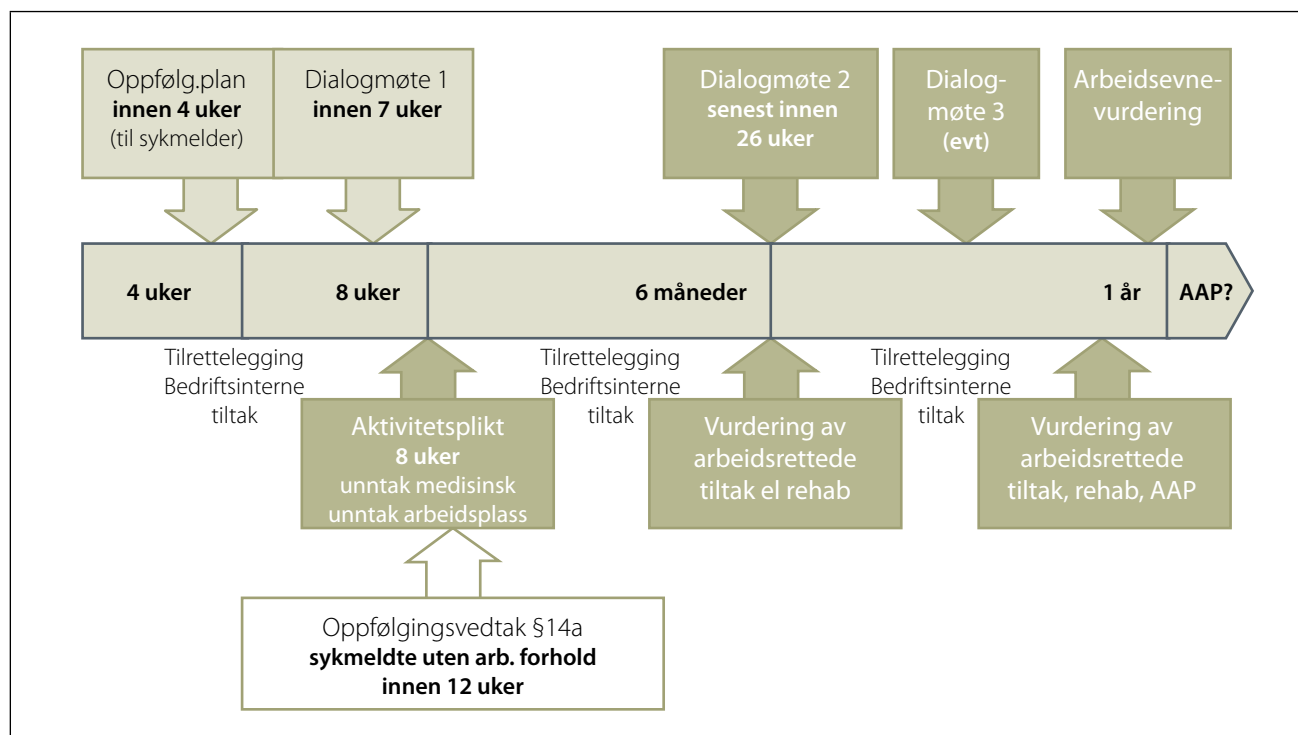 Oppfølg.plan
innen 4 uker
(til sykmelder)
Dialogmøte 1
innen 7 uker
Dialogmøte 2
senest innen
26 uker
Dialog-
møte 3
(evt)
Arbeidsevne-
vurdering
4 uker
8 uker
6 måneder
1 år
AAP?
Tilrettelegging
Bedriftsinterne
tiltak
Tilrettelegging
Bedriftsinterne
tiltak
Tilrettelegging
Bedriftsinterne
tiltak
Aktivitetsplikt
8 uker
unntak medisinsk
unntak arbeidsplass
Vurdering av
arbeidsrettede
tiltak el rehab
Vurdering av
arbeidsrettede
tiltak, rehab, AAP
Oppfølgingsvedtak §14a
sykmeldte uten arb. forhold
innen 12 uker